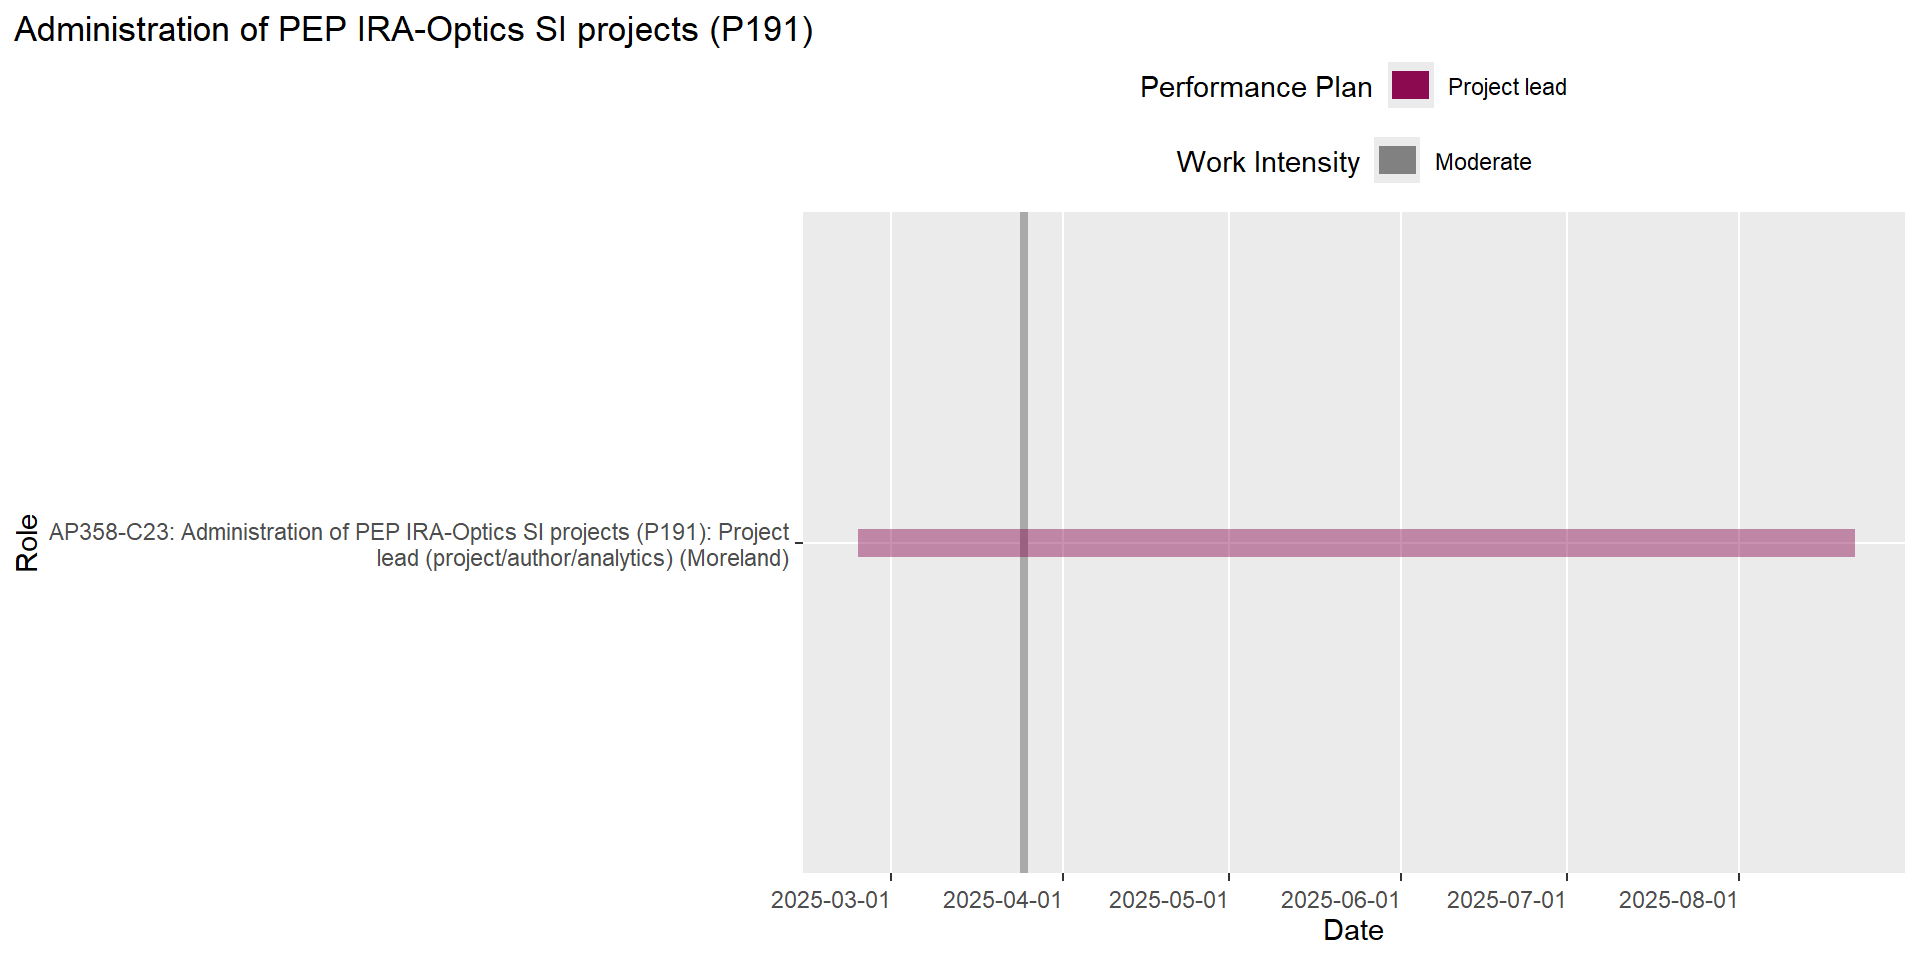 Administration of PEP IRA-Optics SI projects (P191)
Performance Plan
Project lead
Work Intensity
Moderate
Role
AP358-C23: Administration of PEP IRA-Optics SI projects (P191): Project
lead (project/author/analytics) (Moreland)
2025-03-01
2025-04-01
2025-05-01
2025-06-01
2025-07-01
2025-08-01
Date